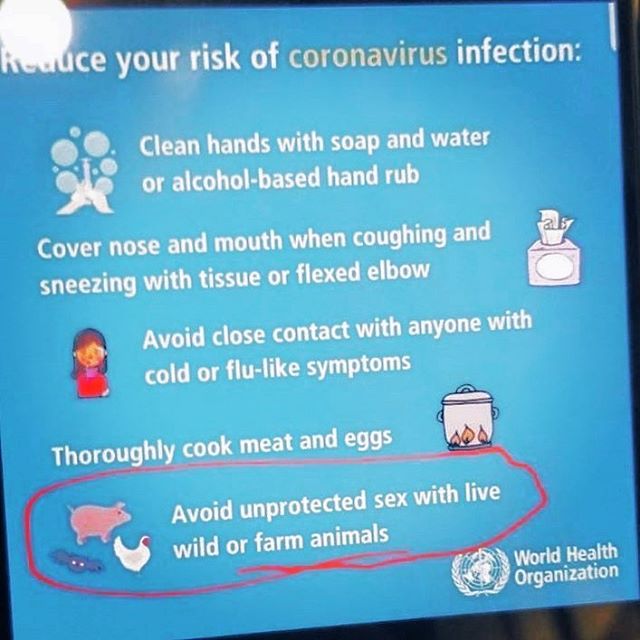 Reduce your risk of coronavirus infection:
Clean hands with soap and water
or alcohol-based hand rub
Cover nose and mouth when coughing and
sneezing with tissue or flexed elbow
Avoid close contact with anyone with
cold or flu-like symptoms
Thoroughly cook meat and eggs
Avoid unprotected sex with live
wild or farm animals
World Health
Organization